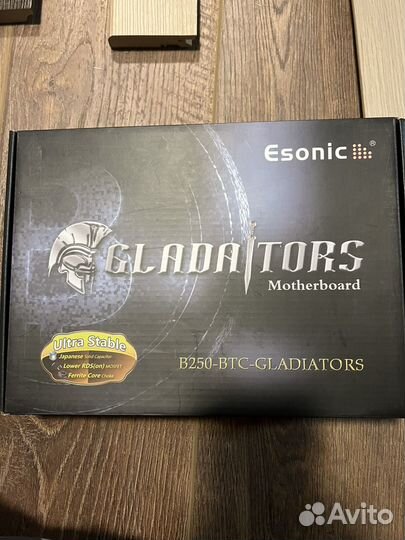 Esonic ®
GLADAITORS
Motherboard
Ultra Stable
Japanese Solid Capacitor
Lower RDS(on) MOSFET
Ferrite Core Choke
B250-BTC-GLADIATORS
Avito